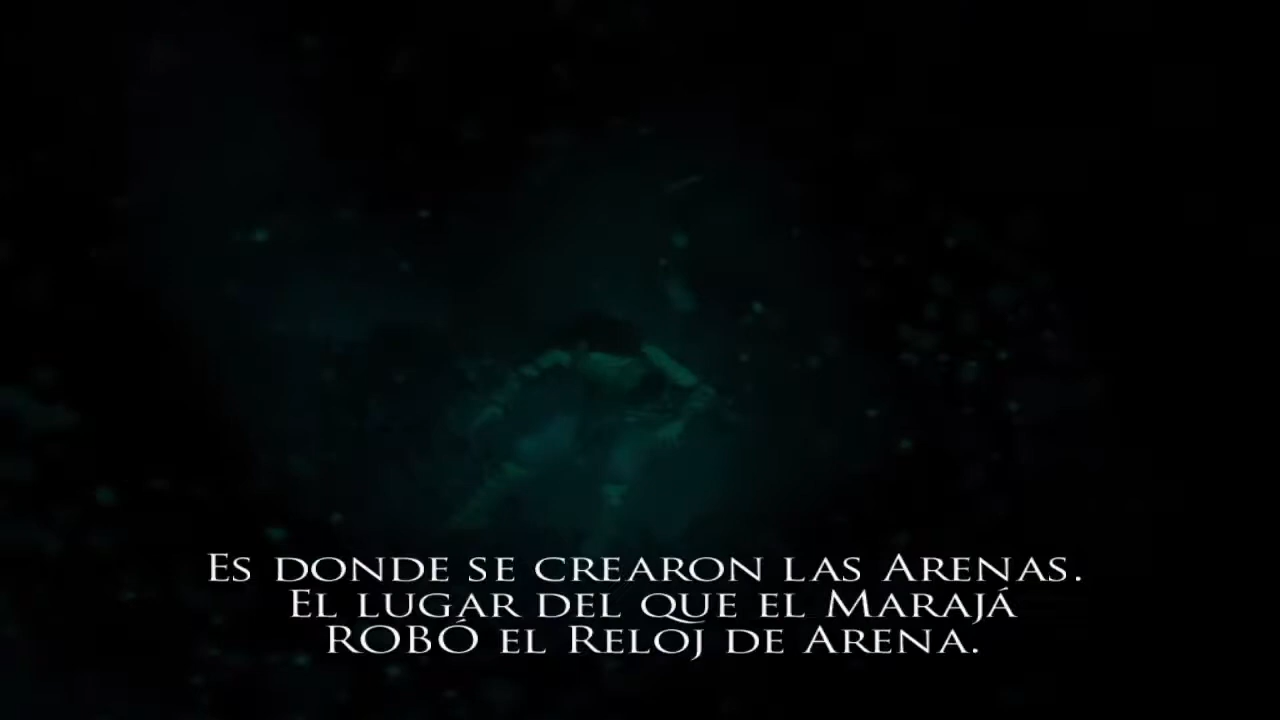 Es donde se crearon las Arenas.
El lugar del que el Marajá
robó el Reloj de Arena.